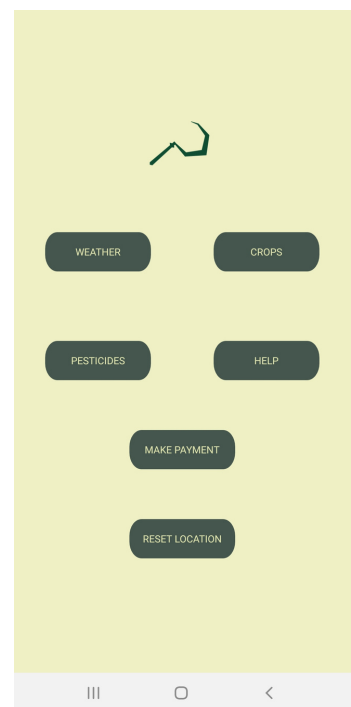 WEATHER
CROPS
PESTICIDES
HELP
MAKE PAYMENT
RESET LOCATION